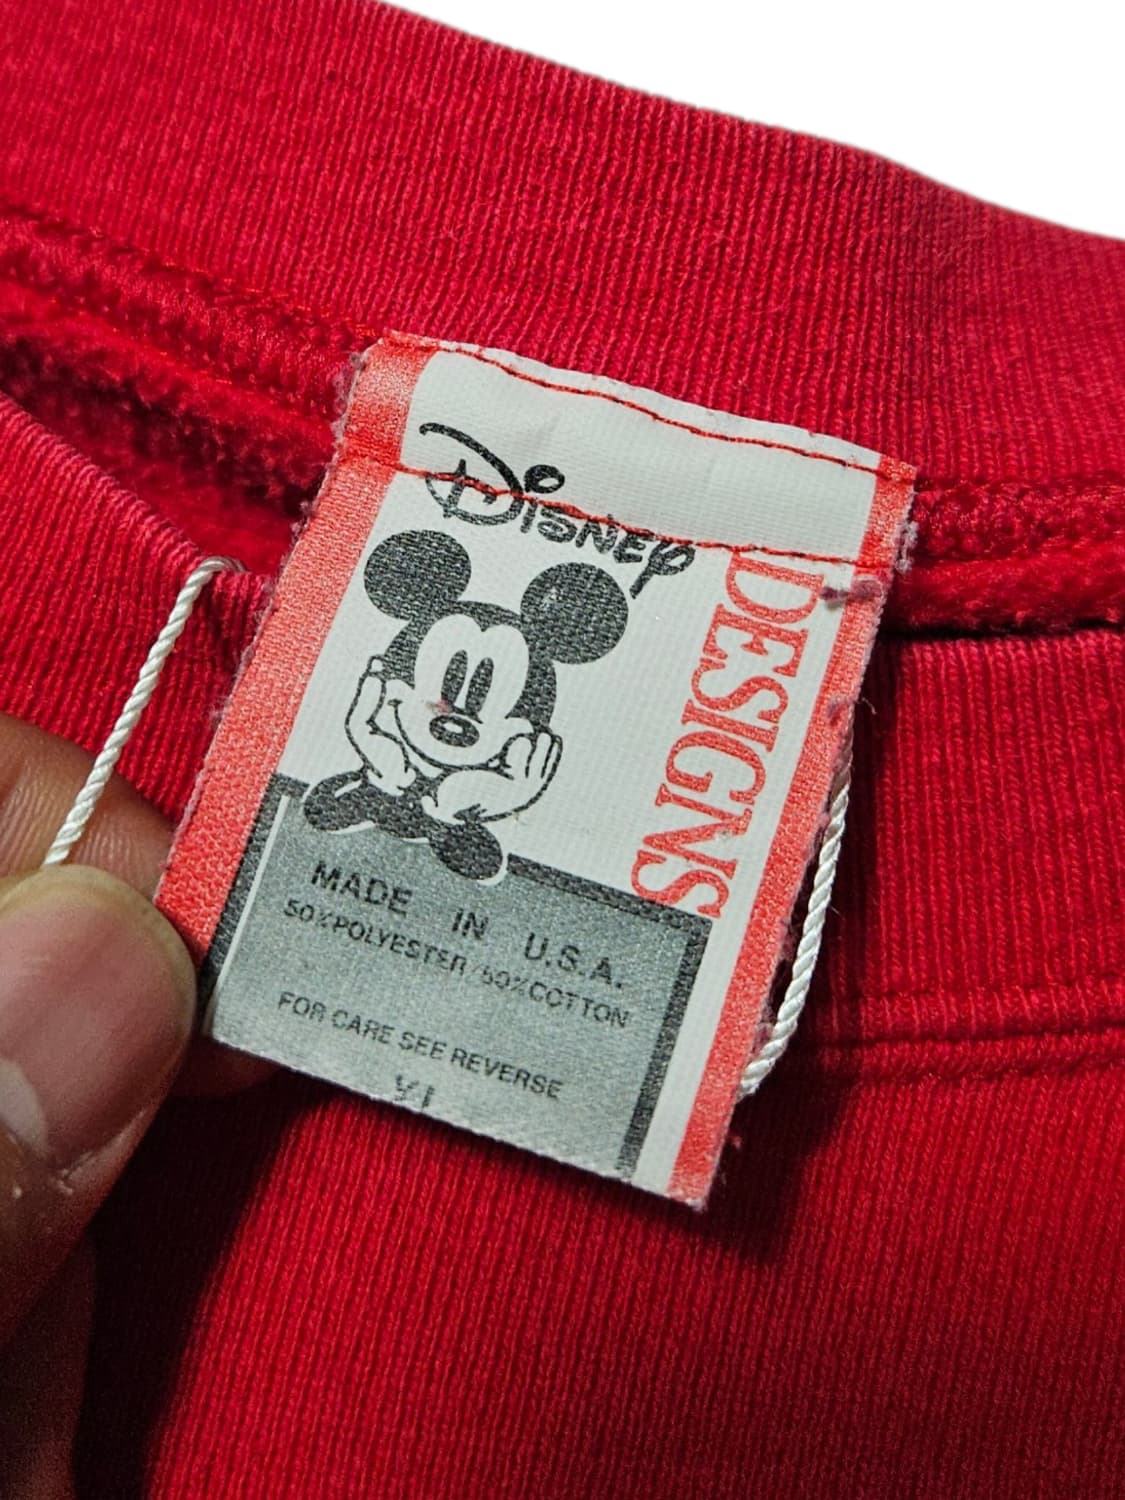 Disney
DESIGNS
MADE IN U.S.A.
50%POLYESTER/50%COTTON
FOR CARE SEE REVERSE